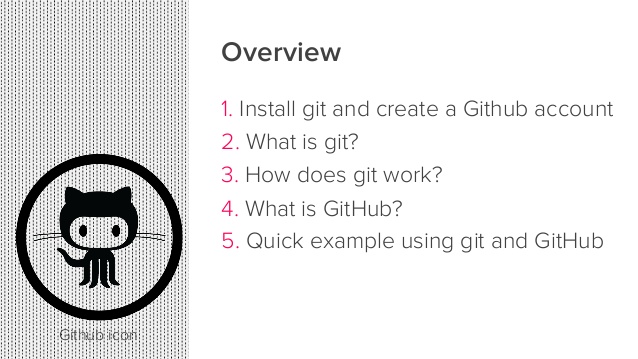 Overview
1. Install git and create a Github account
2. What is git?
3. How does git work?
4. What is GitHub?
5. Quick example using git and GitHub
Github icon